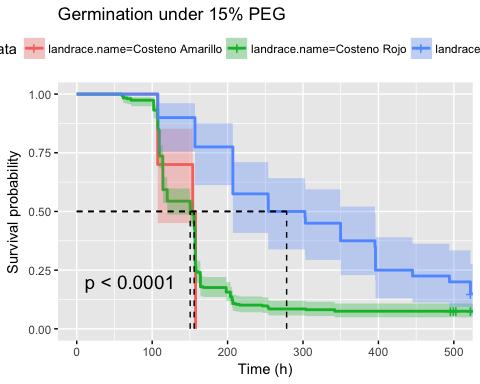 Germination under 15% PEG
ata landrace.name=Costeno Amarillo landrace.name=Costeno Rojo landrace
1.00
0.75
0.50
0.25
0.00
p < 0.0001
Survival probability
0 100 200 300 400 500
Time (h)